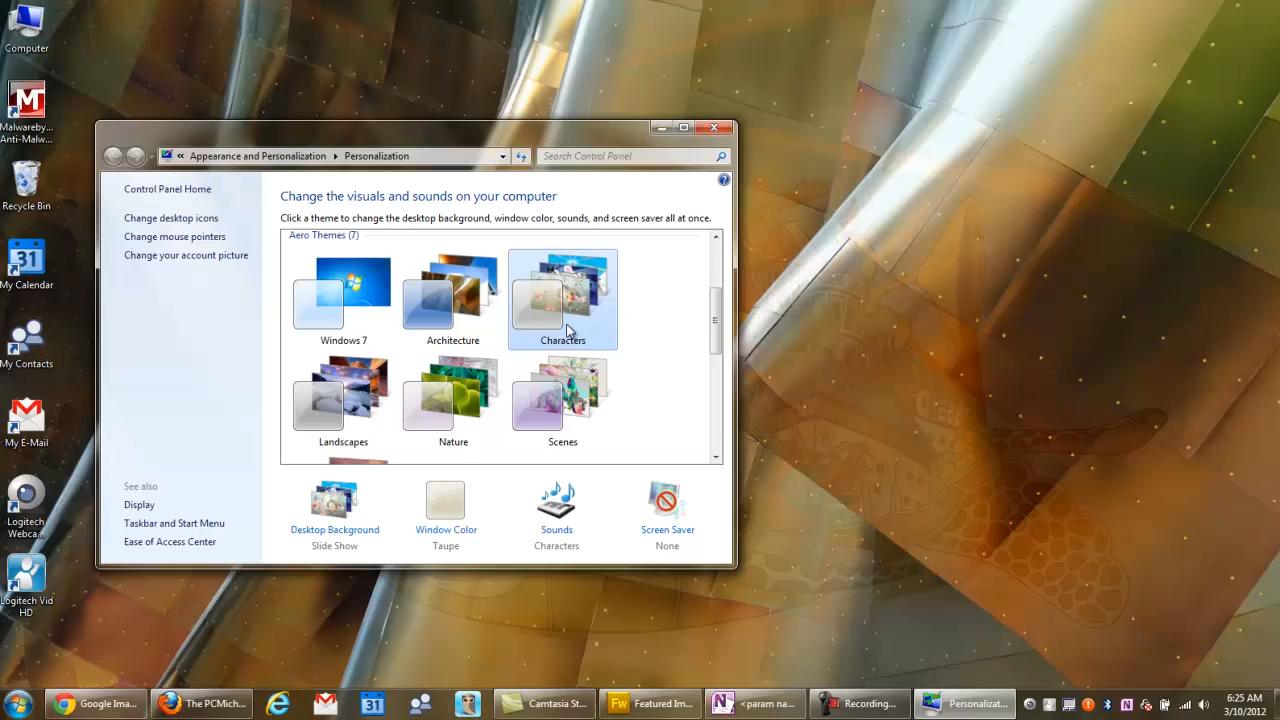 Computer
Malwareby...
Anti-Malw...
Recycle Bin
31
My Calendar
My Contacts
My E-Mail
Logitech
Webca...
Logitech Vid
HD
« Appearance and Personalization Personalization
Search Control Panel
Control Panel Home
Change desktop icons
Change mouse pointers
Change your account picture
See also
Display
Taskbar and Start Menu
Ease of Access Center
Change the visuals and sounds on your computer
Click a theme to change the desktop background, window color, sounds, and screen saver all at once.
Aero Themes (7)
Windows 7
Architecture
Characters
Landscapes
Nature
Scenes
Desktop Background
Slide Show
Window Color
Taupe
Sounds
Characters
Screen Saver
None
Google Ima...
The PCMich...
31
Camtasia St...
Fw Featured Im...
N <param na...
Recording...
Personalizat...
6:25 AM
3/10/2012